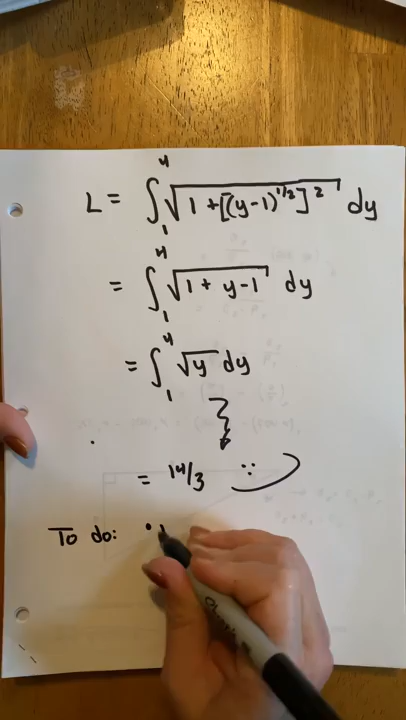 L = ∫₁⁴ √1 + [(y-1)^1/2]² dy
= ∫₁⁴ √1 + y-1 dy
= ∫₁⁴ √y dy
= 14/3
To do: